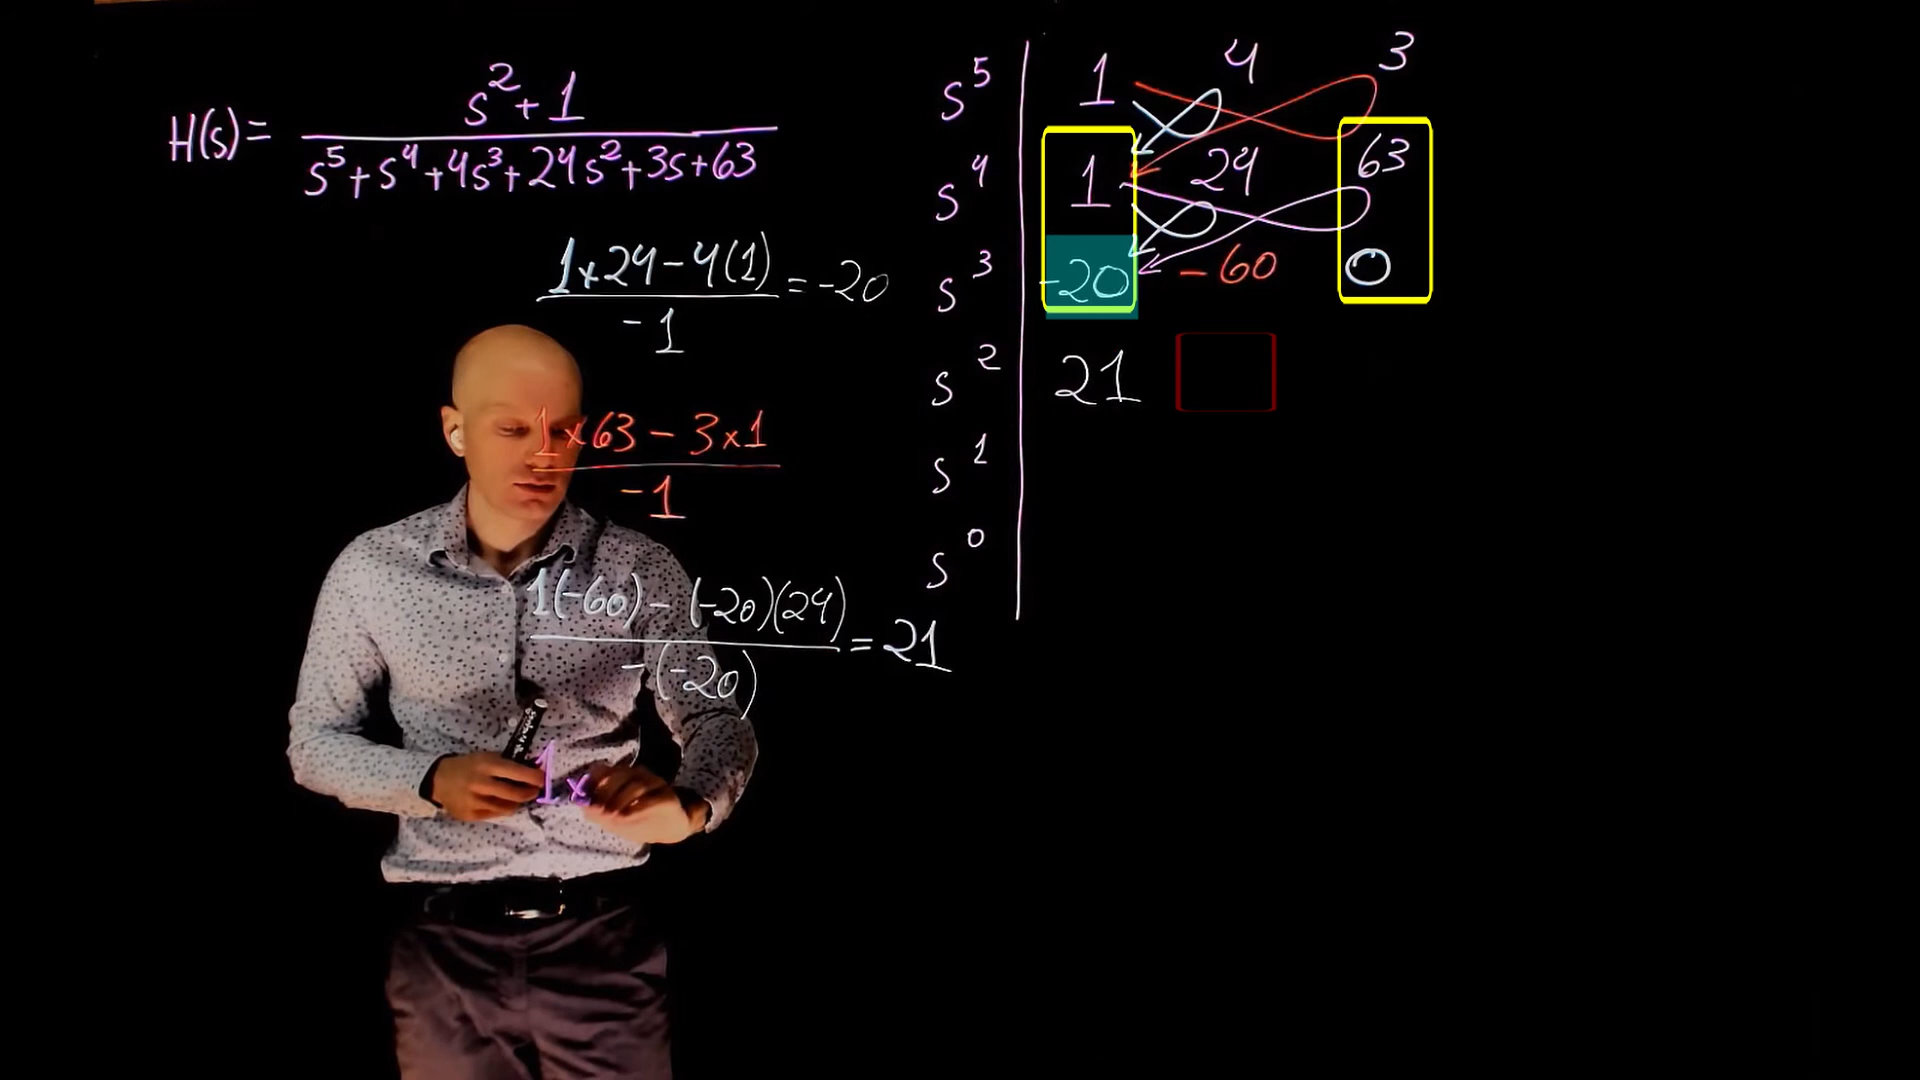 H(s) = (s² + 1) / (s⁵ + s⁴ + 4s³ + 24s² + 3s + 63)
(1 × 24 − 4(1)) / −1 = −20
(1 × 63 − 3 × 1) / −1
(1(−60) − (−20)(24)) / −(−20) = 21
1 ×
s⁵ | 1 4 3
s⁴ | 1 24 63
s³ | −20 −60 0
s² | 21
s¹ |
s⁰ |